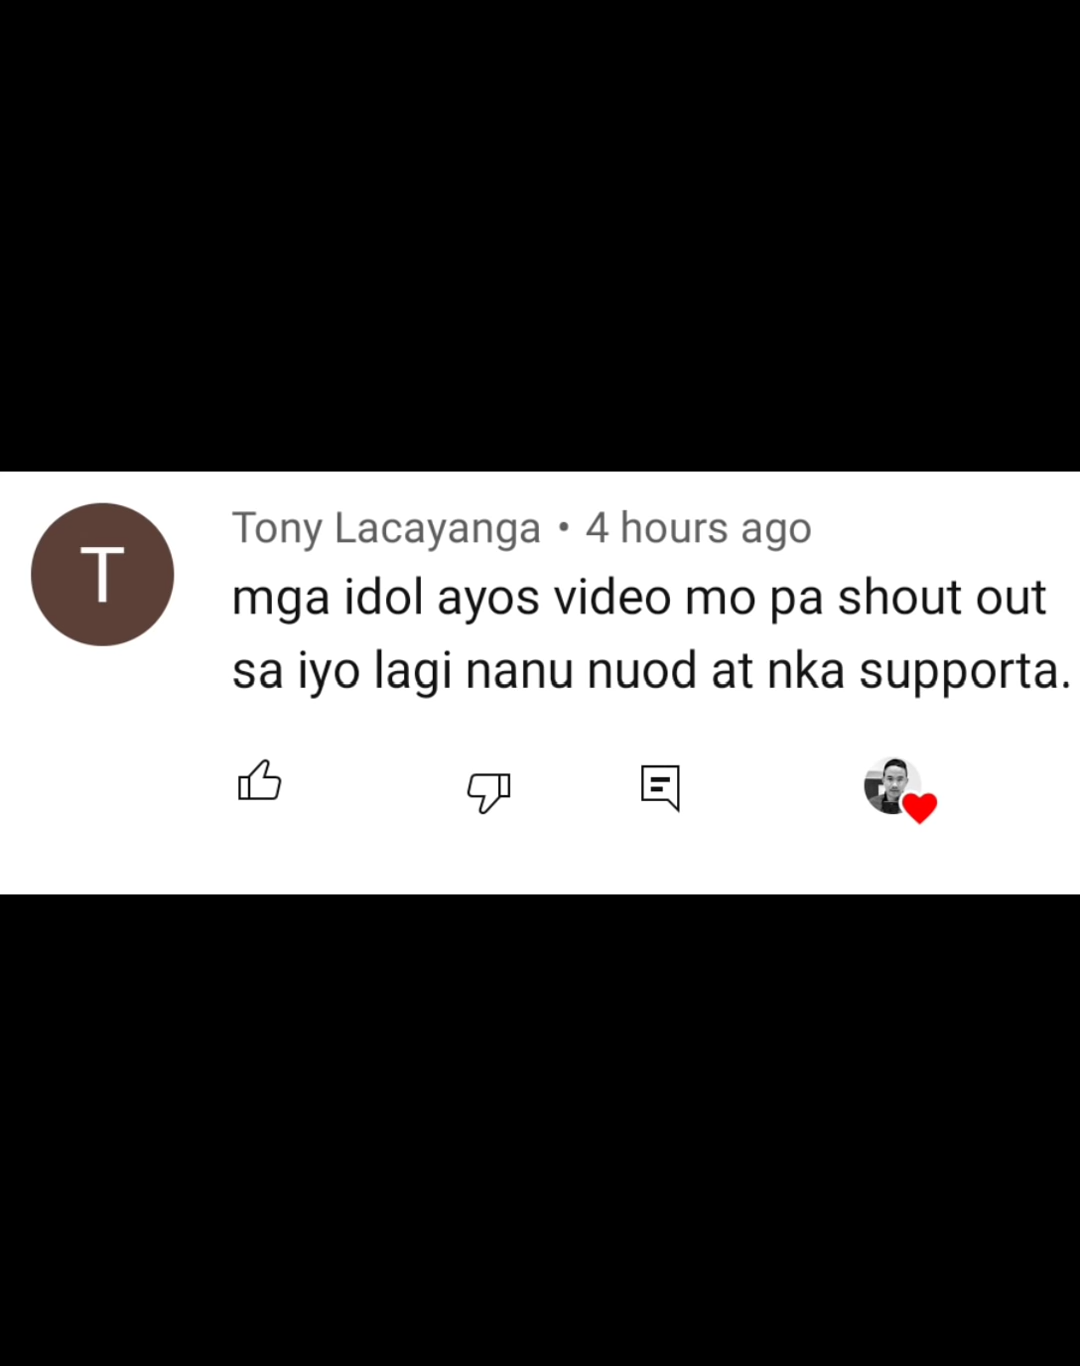 T
Tony Lacayanga • 4 hours ago
mga idol ayos video mo pa shout out
sa iyo lagi nanu nuod at nka supporta.